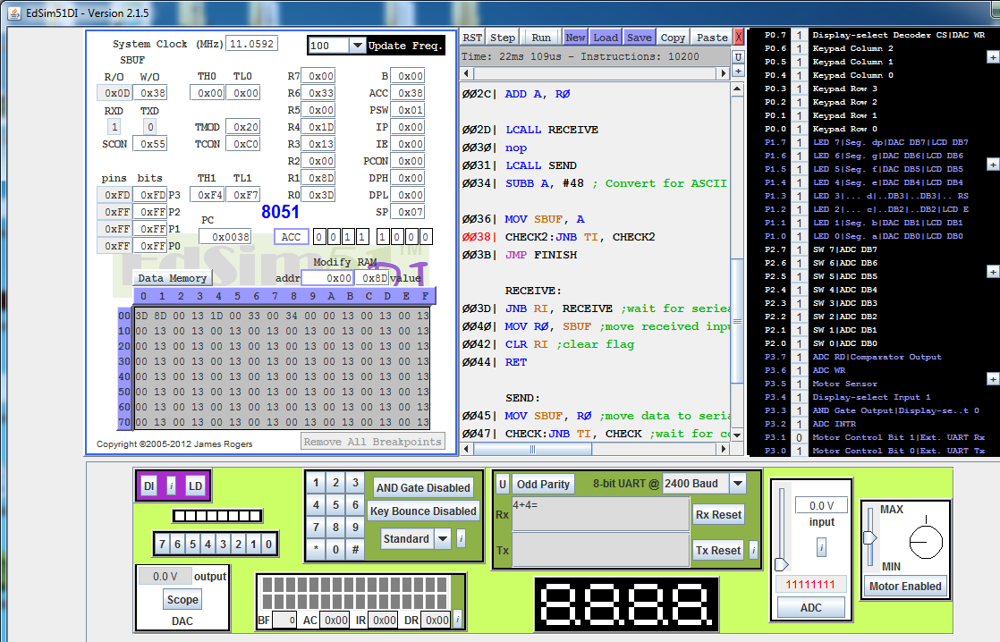 EdSim51DI - Version 2.1.5
System Clock (MHz) 11.0592 100 Update Freq.
SBUF
R/O W/O TH0 TL0 R7 0x00 B 0x00
0x0D 0x38 0x00 0x00 R6 0x33 ACC 0x38
RXD TXD R5 0x00 PSW 0x01
1 0 TMOD 0x20 R4 0x1D IP 0x00
SCON 0x55 TCON 0xC0 R3 0x13 IE 0x00
R2 0x00 PCON 0x00
pins bits TH1 TL1 R1 0x8D DPH 0x00
0xFD 0xFD P3 0xF4 0xF7 R0 0x3D DPL 0x00
0xFF 0xFF P2 8051 SP 0x07
0xFF 0xFF P1 PC
0xFF 0xFF P0 0x0038 ACC 0 0 1 1 1 0 0 0
EdSim51 DI TM
Modify RAM
Data Memory addr 0x00 0x8D value
0 1 2 3 4 5 6 7 8 9 A B C D E F
00 3D 8D 00 13 1D 00 33 00 34 00 00 13 00 13 00 13
10 00 13 00 13 00 13 00 13 00 13 00 13 00 13 00 13
20 00 13 00 13 00 13 00 13 00 13 00 13 00 13 00 13
30 00 13 00 13 00 13 00 13 00 13 00 13 00 13 00 13
40 00 13 00 13 00 13 00 13 00 13 00 13 00 13 00 13
50 00 13 00 13 00 13 00 13 00 13 00 13 00 13 00 13
60 00 13 00 13 00 13 00 13 00 13 00 13 00 13 00 13
70 00 13 00 13 00 13 00 13 00 13 00 13 00 13 00 13
Copyright ©2005-2012 James Rogers Remove All Breakpoints
RST Step Run New Load Save Copy Paste X
Time: 22ms 109us - Instructions: 10200 U
002C| ADD A, R0
002D| LCALL RECEIVE
0030| nop
0031| LCALL SEND
0034| SUBB A, #48 ; Convert for ASCII
0036| MOV SBUF, A
0038| CHECK2:JNB TI, CHECK2
003B| JMP FINISH
RECEIVE:
003D| JNB RI, RECEIVE ;wait for seriea
0040| MOV R0, SBUF ;move received inpu
0042| CLR RI ;clear flag
0044| RET
SEND:
0045| MOV SBUF, R0 ;move data to seria
0047| CHECK:JNB TI, CHECK ;wait for co
P0.7 1 Display-select Decoder CS|DAC WR
P0.6 1 Keypad Column 2
P0.5 1 Keypad Column 1
P0.4 1 Keypad Column 0
P0.3 1 Keypad Row 3
P0.2 1 Keypad Row 2
P0.1 1 Keypad Row 1
P0.0 1 Keypad Row 0
P1.7 1 LED 7|Seg. dp|DAC DB7|LCD DB7
P1.6 1 LED 6|Seg. g|DAC DB6|LCD DB6
P1.5 1 LED 5|Seg. f|DAC DB5|LCD DB5
P1.4 1 LED 4|Seg. e|DAC DB4|LCD DB4
P1.3 1 LED 3|... d|..DB3|..DB3|.. RS
P1.2 1 LED 2|... c|..DB2|..DB2|LCD E
P1.1 1 LED 1|Seg. b|DAC DB1|LCD DB1
P1.0 1 LED 0|Seg. a|DAC DB0|LCD DB0
P2.7 1 SW 7|ADC DB7
P2.6 1 SW 6|ADC DB6
P2.5 1 SW 5|ADC DB5
P2.4 1 SW 4|ADC DB4
P2.3 1 SW 3|ADC DB3
P2.2 1 SW 2|ADC DB2
P2.1 1 SW 1|ADC DB1
P2.0 1 SW 0|ADC DB0
P3.7 1 ADC RD|Comparator Output
P3.6 1 ADC WR
P3.5 1 Motor Sensor
P3.4 1 Display-select Input 1
P3.3 1 AND Gate Output|Display-se..t 0
P3.2 1 ADC INTR
P3.1 0 Motor Control Bit 1|Ext. UART Rx
P3.0 1 Motor Control Bit 0|Ext. UART Tx
DI i LD
7 6 5 4 3 2 1 0
0.0 V output
Scope
DAC
1 2 3 AND Gate Disabled
4 5 6 Key Bounce Disabled
7 8 9 Standard i
* 0 #
BF 0 AC 0x00 IR 0x00 DR 0x00 i
U Odd Parity 8-bit UART @ 2400 Baud
Rx 4+4= Rx Reset
Tx Tx Reset i
8.8.8.8.
0.0 V
input
i
11111111
ADC
MAX
MIN
Motor Enabled